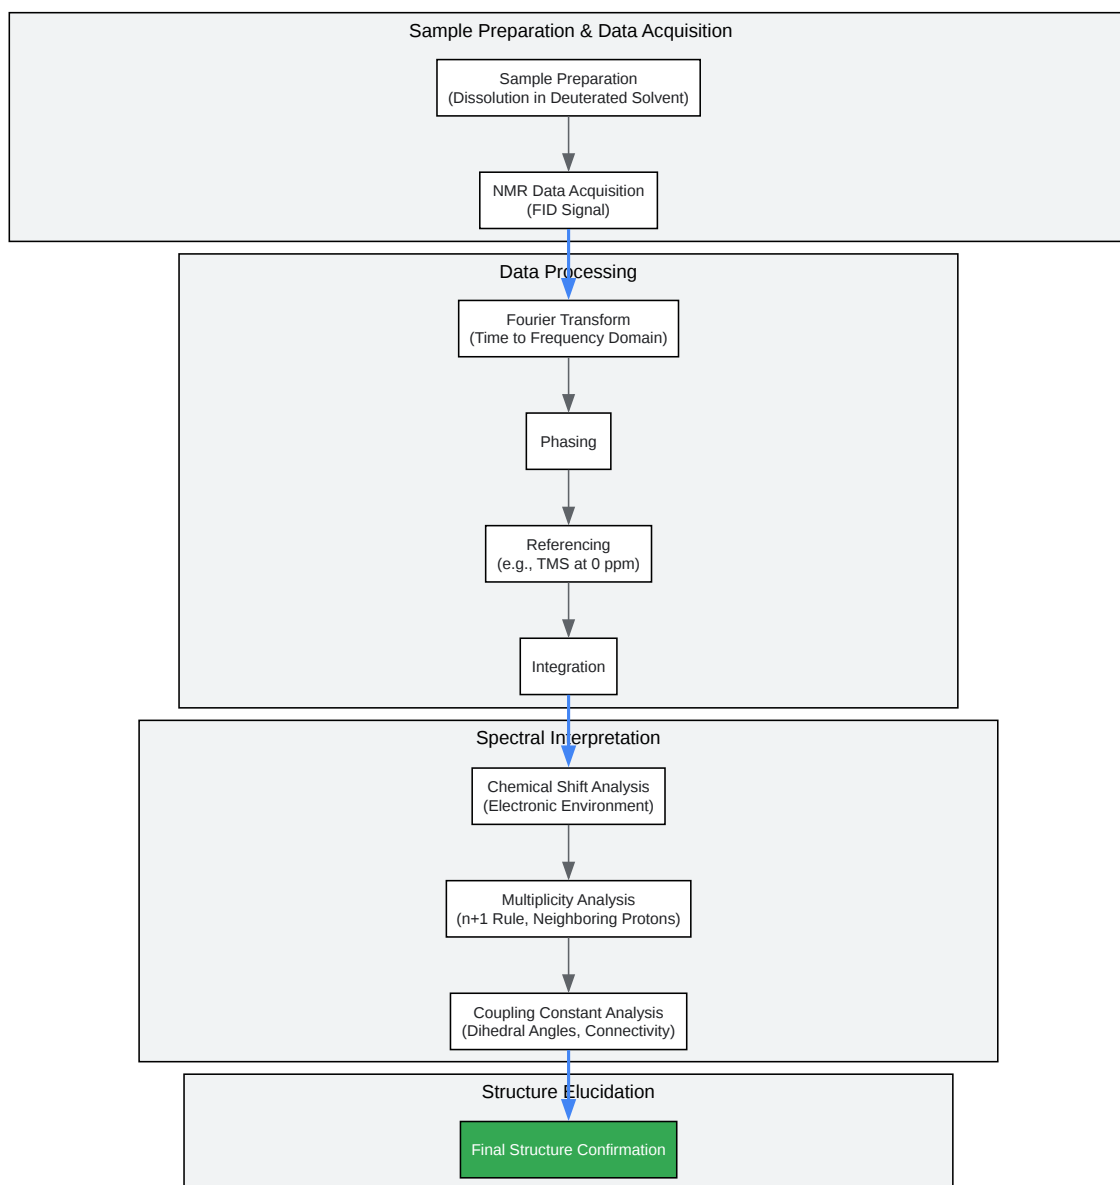 Sample Preparation & Data Acquisition
Sample Preparation
(Dissolution in Deuterated Solvent)
NMR Data Acquisition
(FID Signal)
Data Processing
Fourier Transform
(Time to Frequency Domain)
Phasing
Referencing
(e.g., TMS at 0 ppm)
Integration
Spectral Interpretation
Chemical Shift Analysis
(Electronic Environment)
Multiplicity Analysis
(n+1 Rule, Neighboring Protons)
Coupling Constant Analysis
(Dihedral Angles, Connectivity)
Structure Elucidation
Final Structure Confirmation